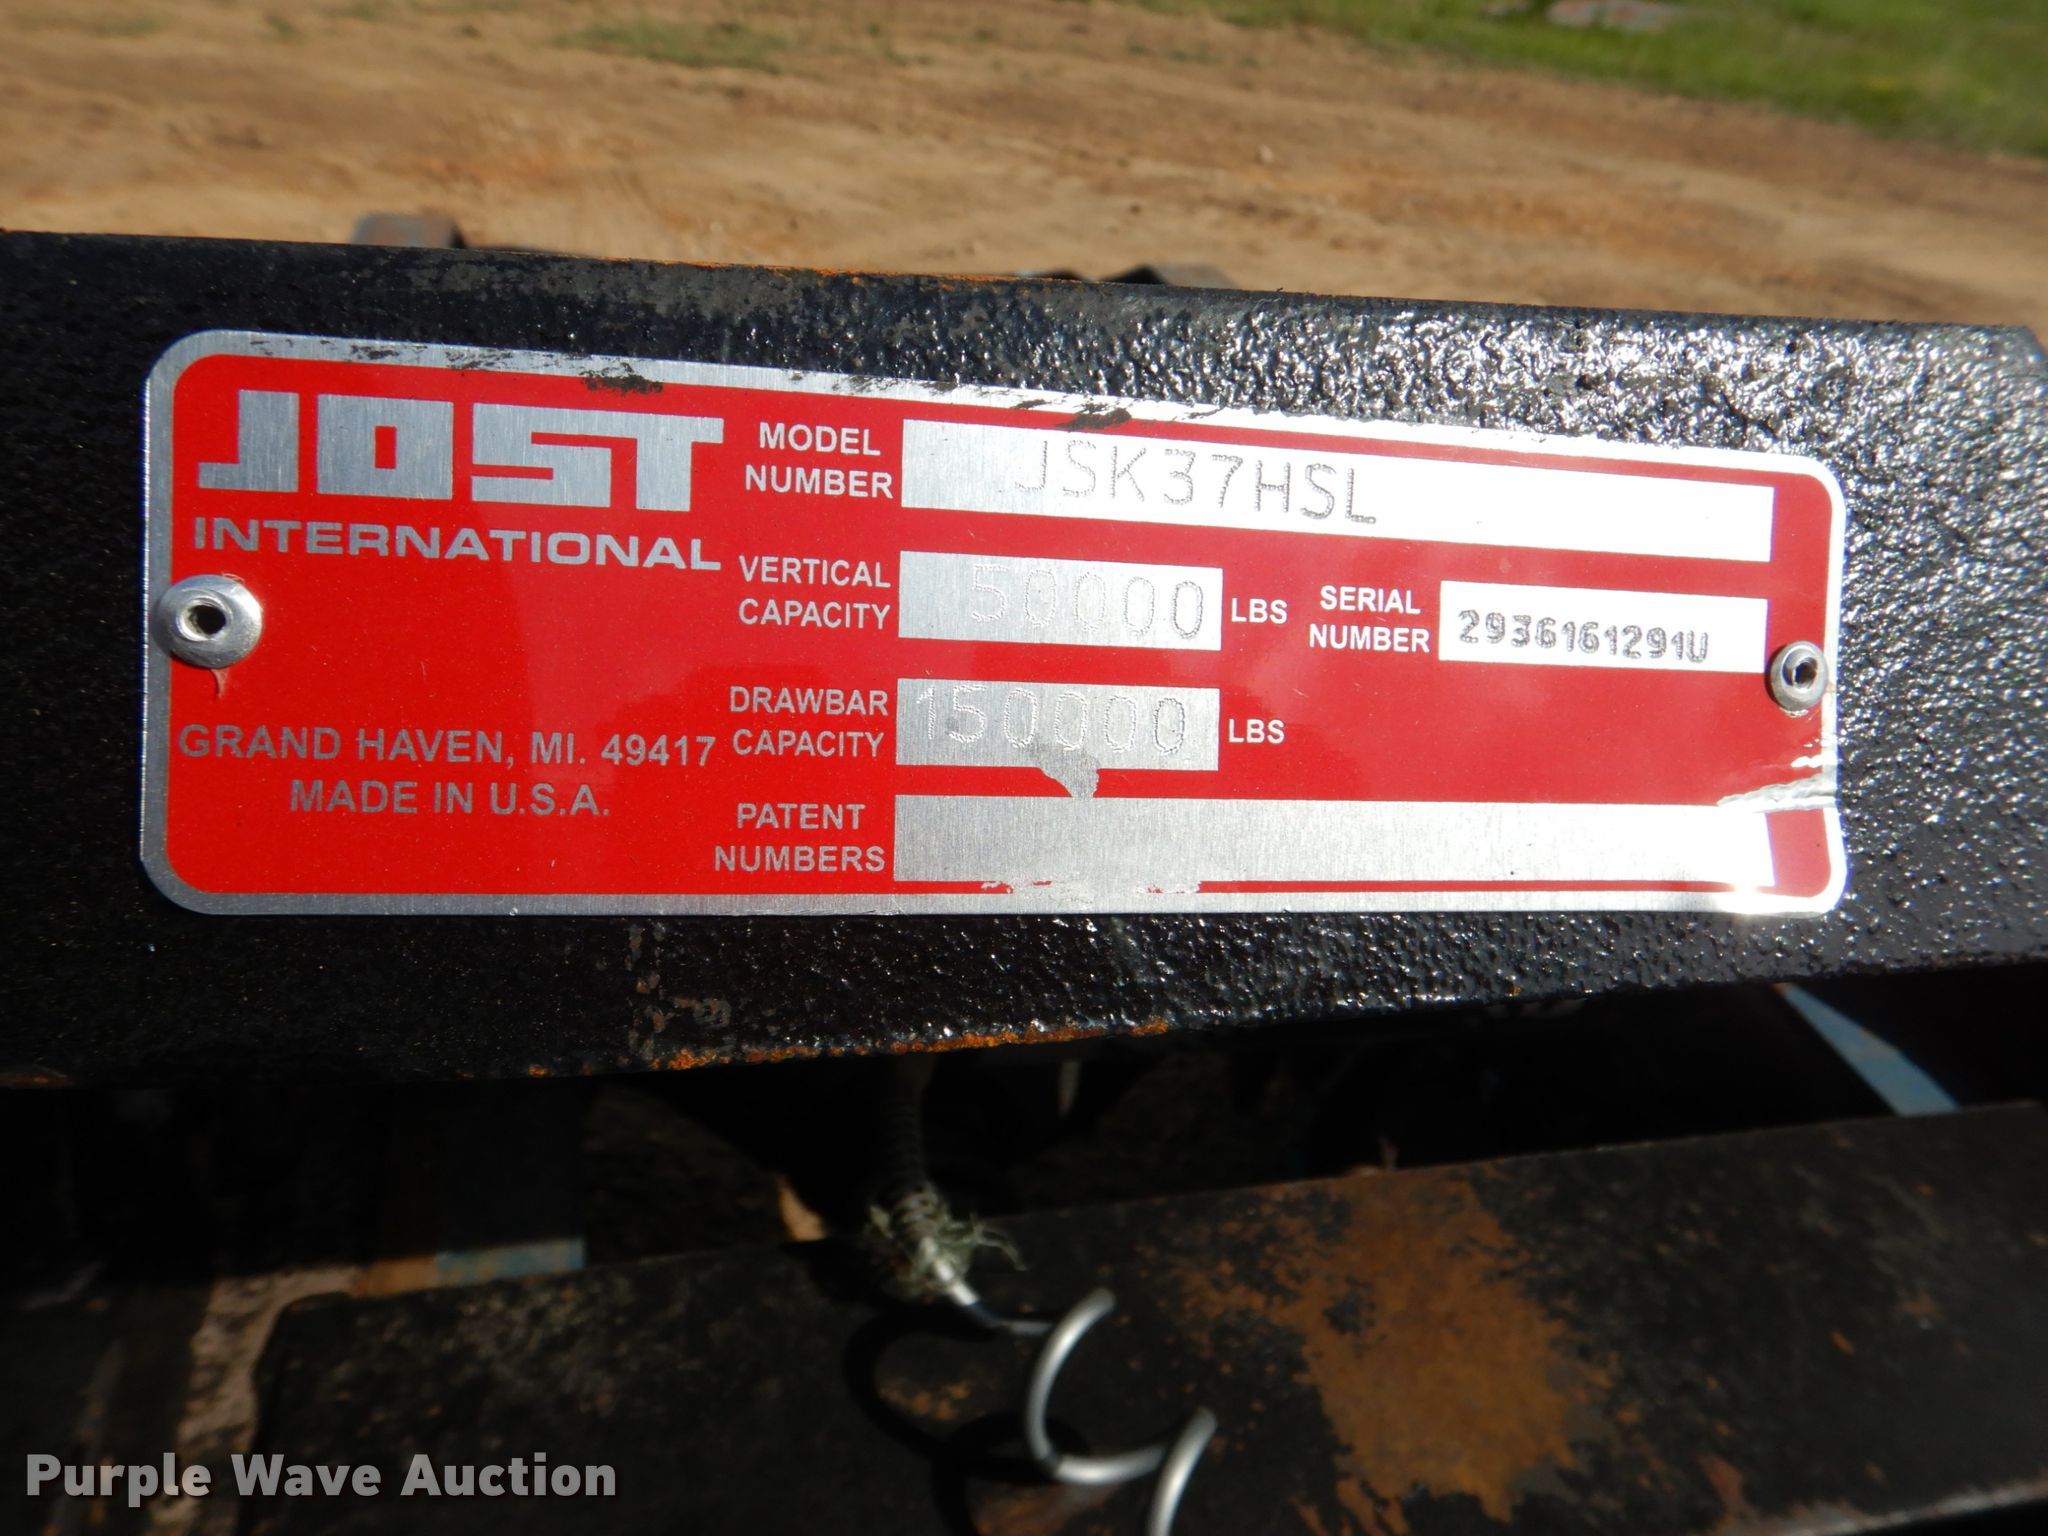 JOST
INTERNATIONAL
GRAND HAVEN, MI. 49417
MADE IN U.S.A.
MODEL
NUMBER
JSK37HSL
VERTICAL
CAPACITY
50000
LBS
SERIAL
NUMBER
2936161291U
DRAWBAR
CAPACITY
150000
LBS
PATENT
NUMBERS
Purple Wave Auction